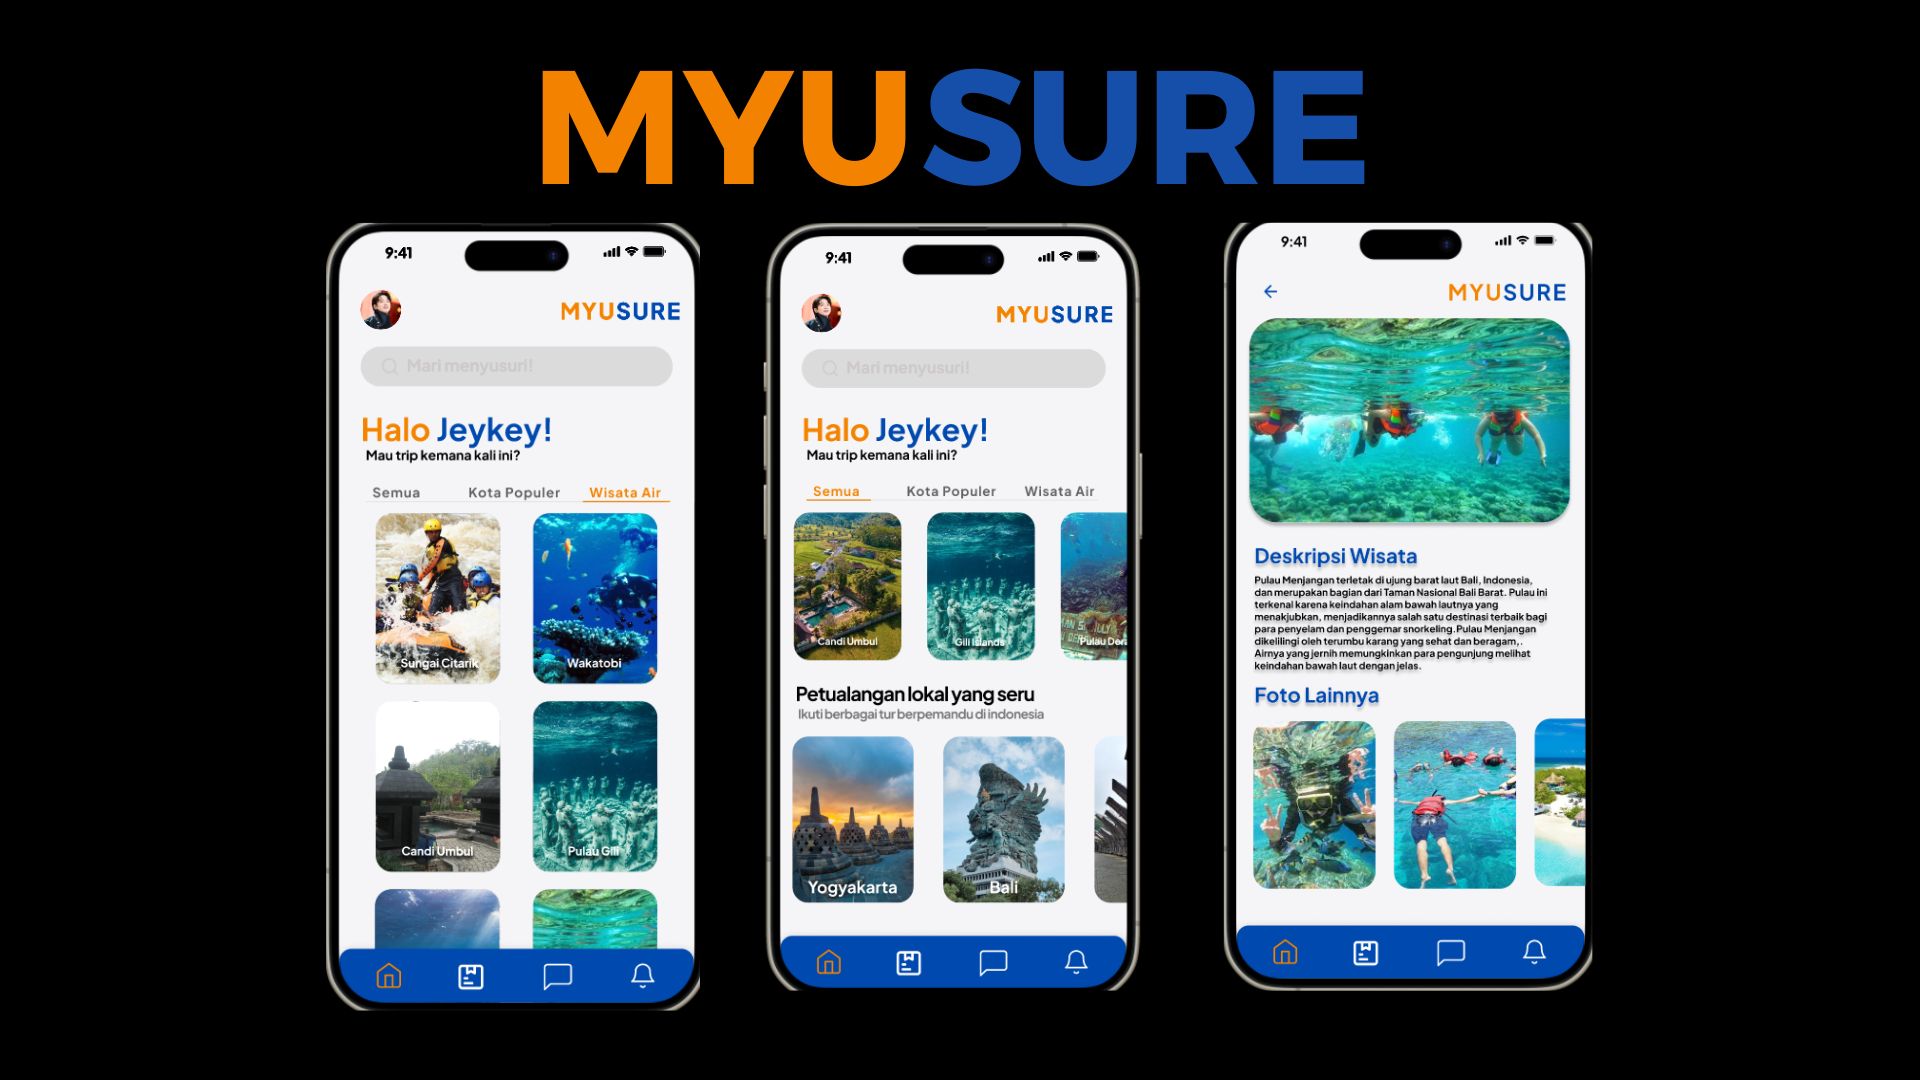 MYUSURE
9:41
MYUSURE
Mari menyusuri!
Halo Jeykey!
Mau trip kemana kali ini?
Semua Kota Populer Wisata Air
Sungai Citarik Wakatobi
Candi Umbul Pulau Gili
9:41
MYUSURE
Mari menyusuri!
Halo Jeykey!
Mau trip kemana kali ini?
Semua Kota Populer Wisata Air
Candi Umbul Gili Islands Pulau Dera
Petualangan lokal yang seru
Ikuti berbagai tur berpemandu di indonesia
Yogyakarta Bali
9:41
MYUSURE
Deskripsi Wisata
Pulau Menjangan terletak di ujung barat laut Bali, Indonesia,
dan merupakan bagian dari Taman Nasional Bali Barat. Pulau ini
terkenal karena keindahan alam bawah lautnya yang
menakjubkan, menjadikannya salah satu destinasi terbaik bagi
para penyelam dan penggemar snorkeling.Pulau Menjangan
dikelilingi oleh terumbu karang yang sehat dan beragam,.
Airnya yang jernih memungkinkan para pengunjung melihat
keindahan bawah laut dengan jelas.
Foto Lainnya